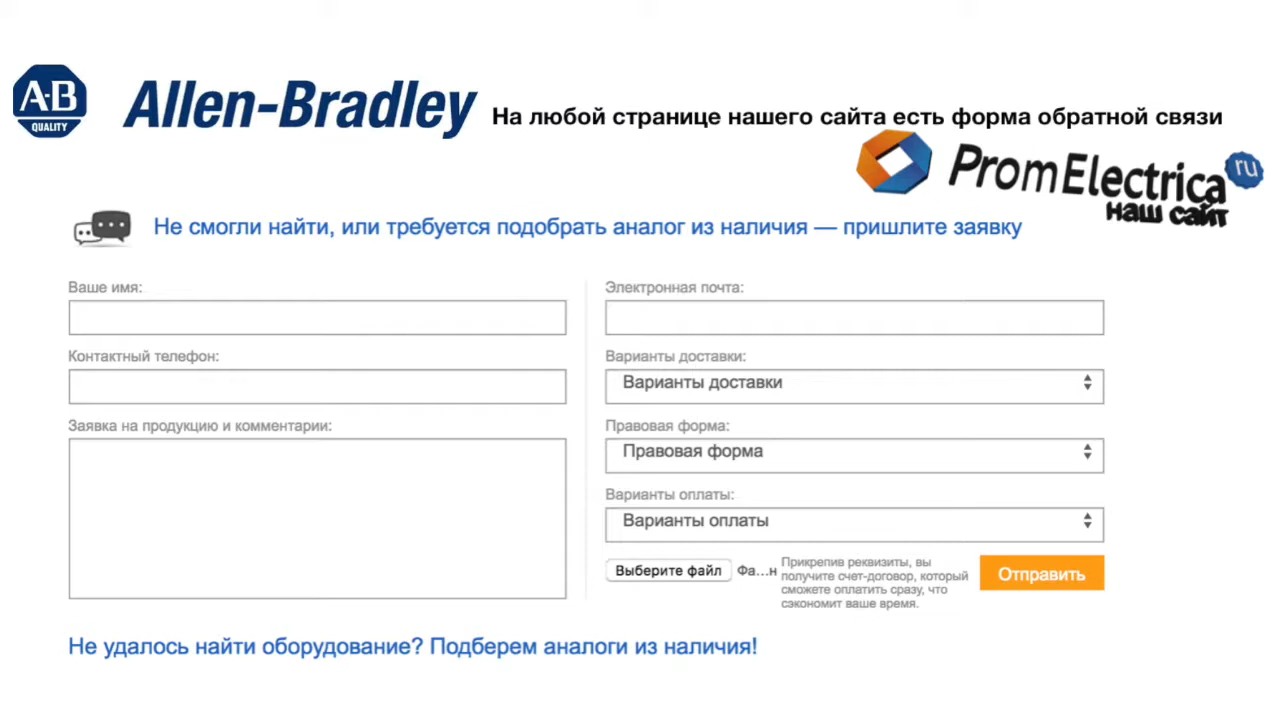 A-B
QUALITY
Allen-Bradley
На любой странице нашего сайта есть форма обратной связи
PromElectrica ru
наш сайт
Не смогли найти, или требуется подобрать аналог из наличия — пришлите заявку
Ваше имя:
Контактный телефон:
Заявка на продукцию и комментарии:
Электронная почта:
Варианты доставки:
Варианты доставки
Правовая форма:
Правовая форма
Варианты оплаты:
Варианты оплаты
Выберите файл Фа...н
Прикрепив реквизиты, вы
получите счет-договор, который
сможете оплатить сразу, что
сэкономит ваше время.
Отправить
Не удалось найти оборудование? Подберем аналоги из наличия!